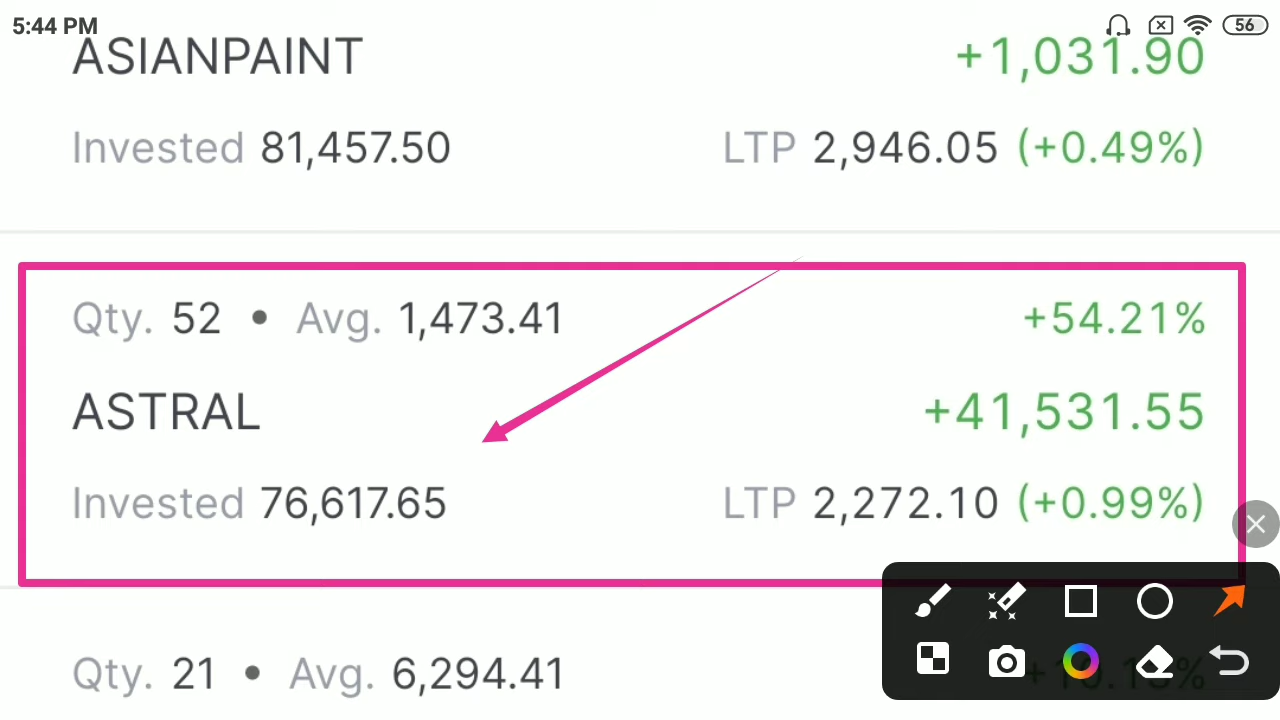 5:44 PM
56
ASIANPAINT
+1,031.90
Invested 81,457.50
LTP 2,946.05 (+0.49%)
Qty. 52 • Avg. 1,473.41
+54.21%
ASTRAL
+41,531.55
Invested 76,617.65
LTP 2,272.10 (+0.99%)
Qty. 21 • Avg. 6,294.41